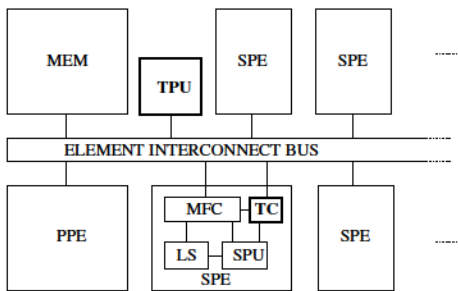 MEM
TPU
SPE
SPE
ELEMENT INTERCONNECT BUS
PPE
MFC
TC
LS
SPU
SPE
SPE